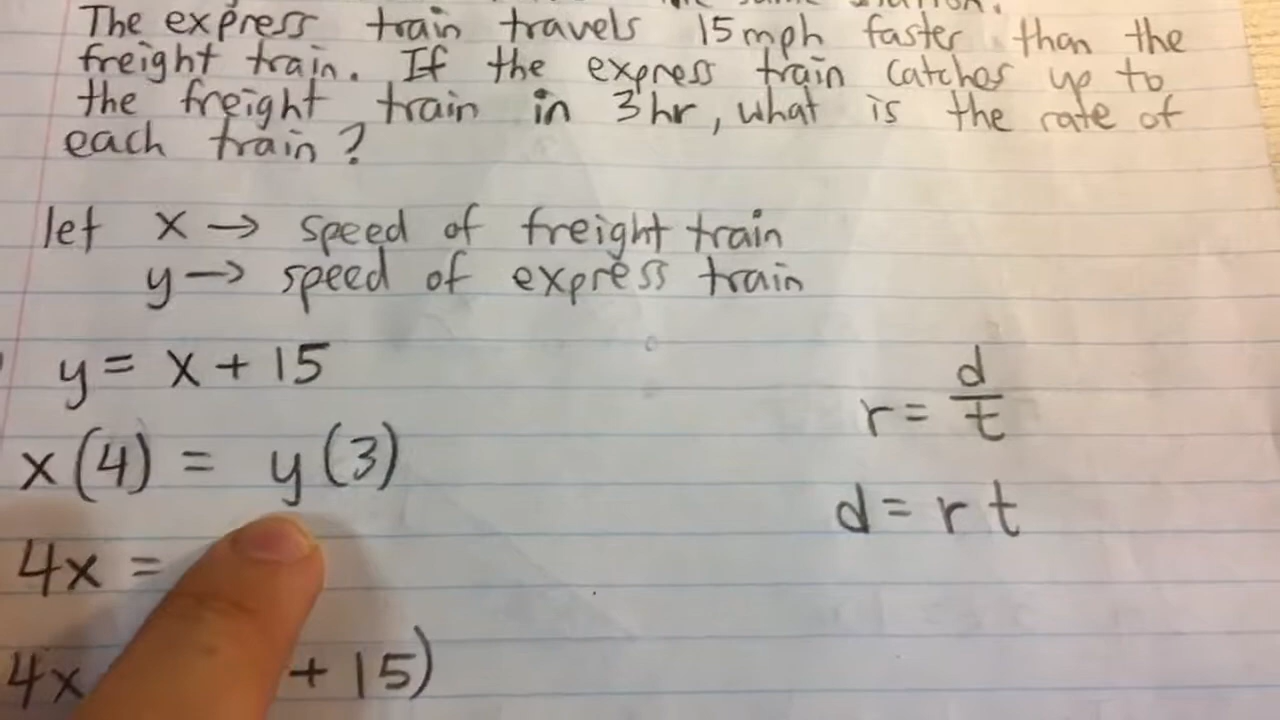 The express train travels 15mph faster than the
freight train. If the express train catches up to
the freight train in 3hr, what is the rate of
each train?
let x → speed of freight train
y → speed of express train
y = x + 15
r = d/t
x(4) = y(3)
d = r t
4x =
4x + 15)